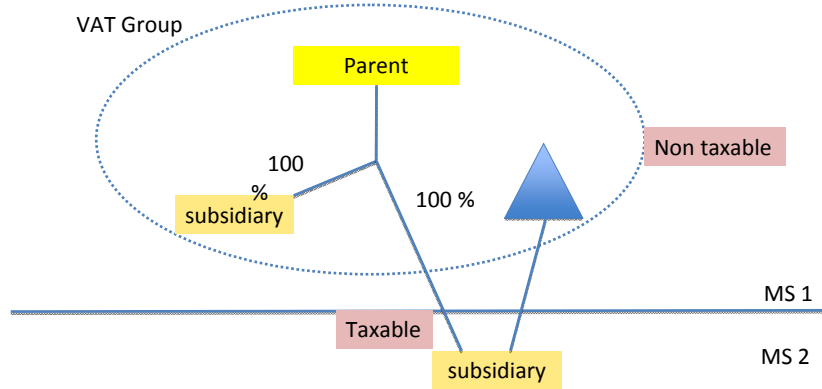 VAT Group
Parent
Non taxable
100
%
100 %
subsidiary
MS 1
Taxable
MS 2
subsidiary